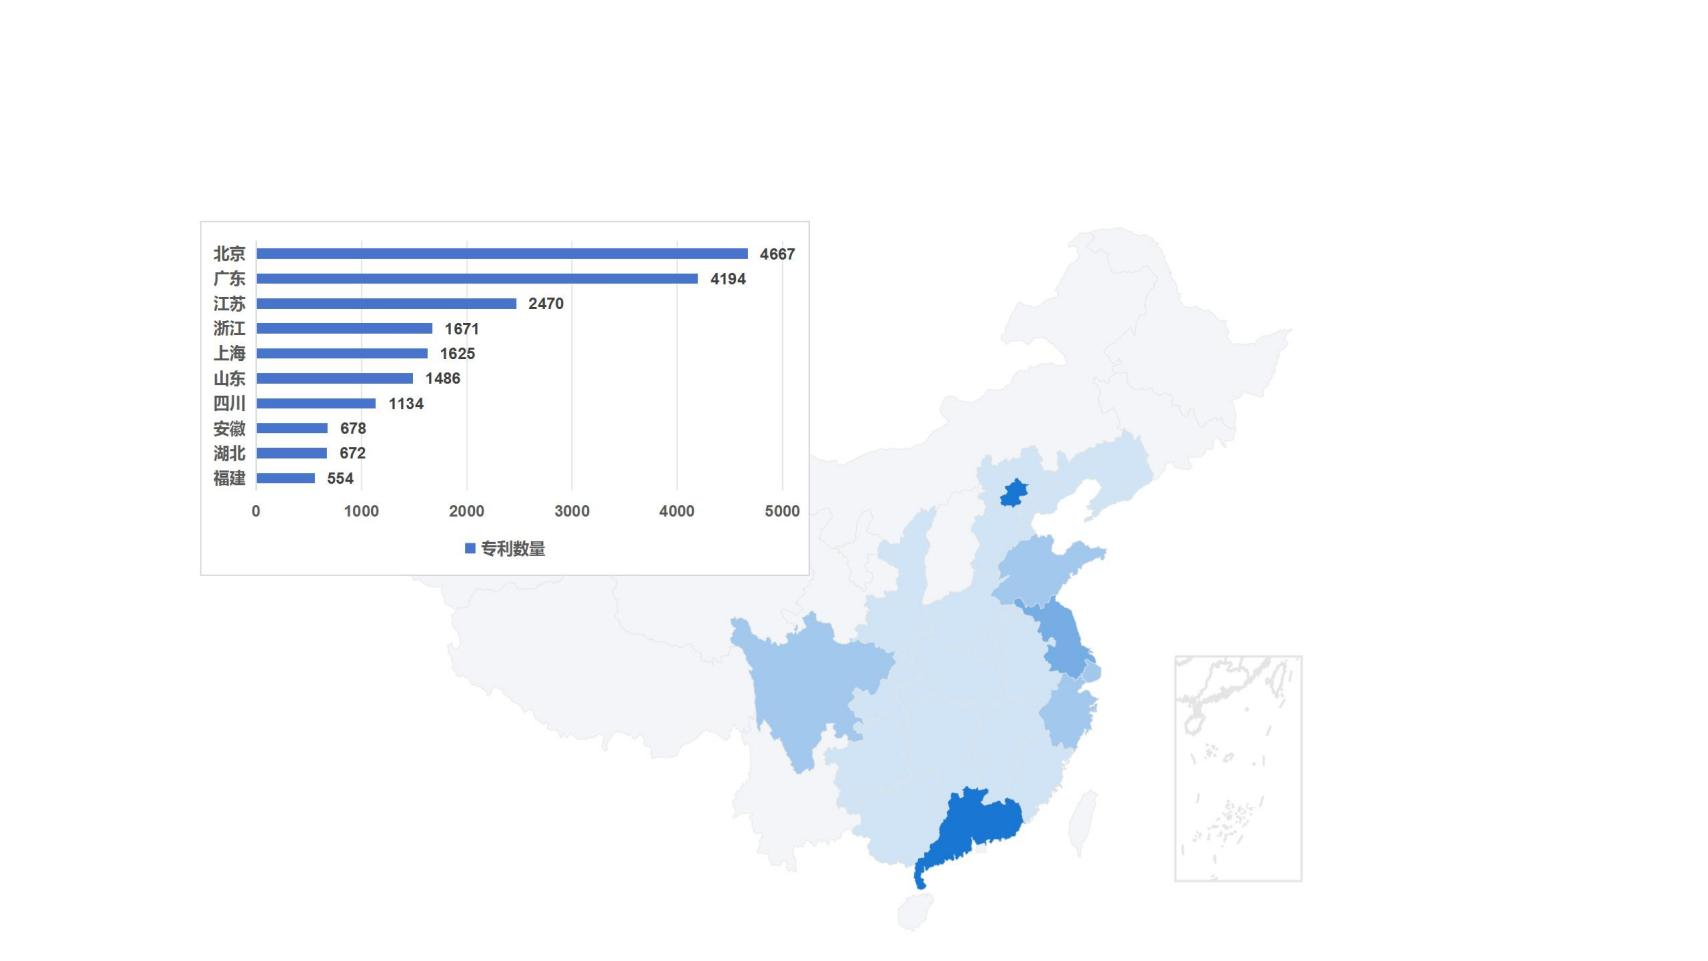 北京 4667
广东 4194
江苏 2470
浙江 1671
上海 1625
山东 1486
四川 1134
安徽 678
湖北 672
福建 554
0 1000 2000 3000 4000 5000
专利数量